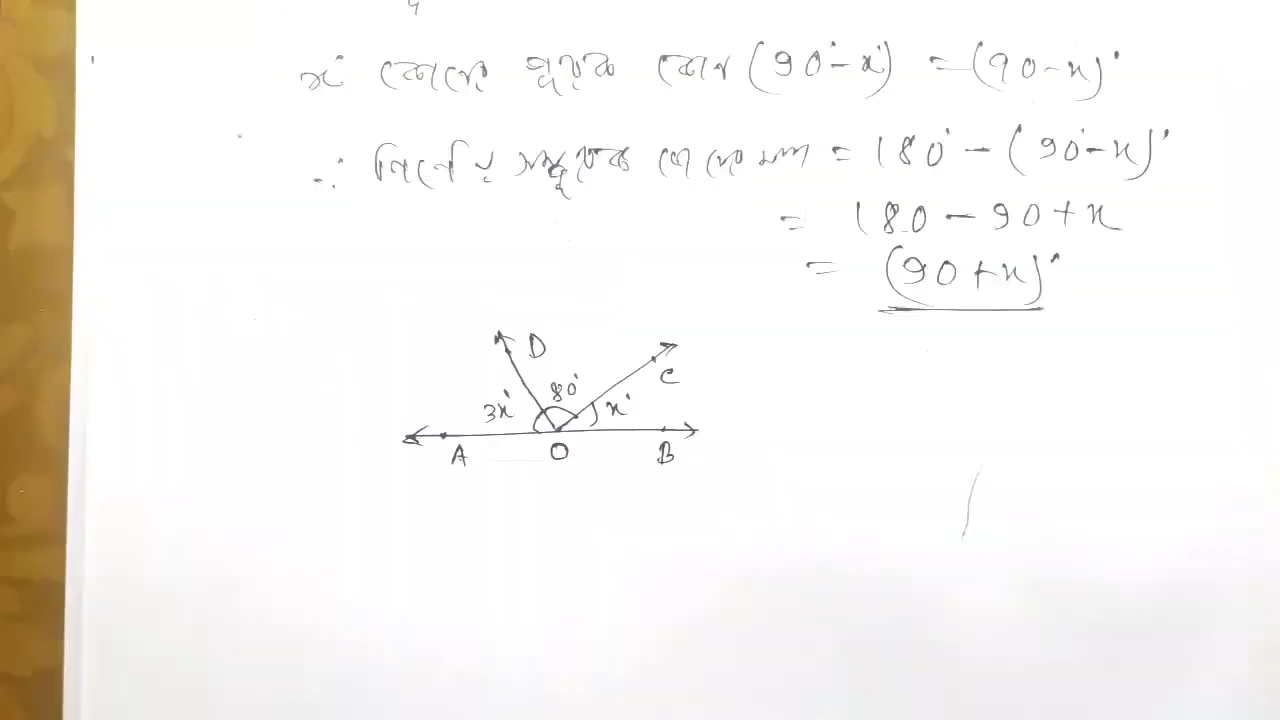 x° কোণের পূরক কোণ (90° - x°) = (90 - x)°
∴ নির্ণেয় সম্পূরক কোণের মান = 180° - (90° - x)°
= 180 - 90 + x
= (90 + x)°
D
80°
C
3x°
x°
A
O
B